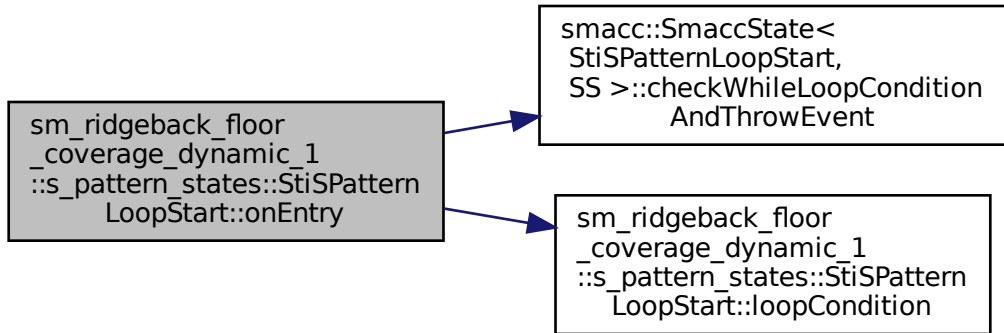 sm_ridgeback_floor
_coverage_dynamic_1
::s_pattern_states::StiSPattern
LoopStart::onEntry
smacc::SmaccState<
StiSPatternLoopStart,
SS >::checkWhileLoopCondition
AndThrowEvent
sm_ridgeback_floor
_coverage_dynamic_1
::s_pattern_states::StiSPattern
LoopStart::loopCondition